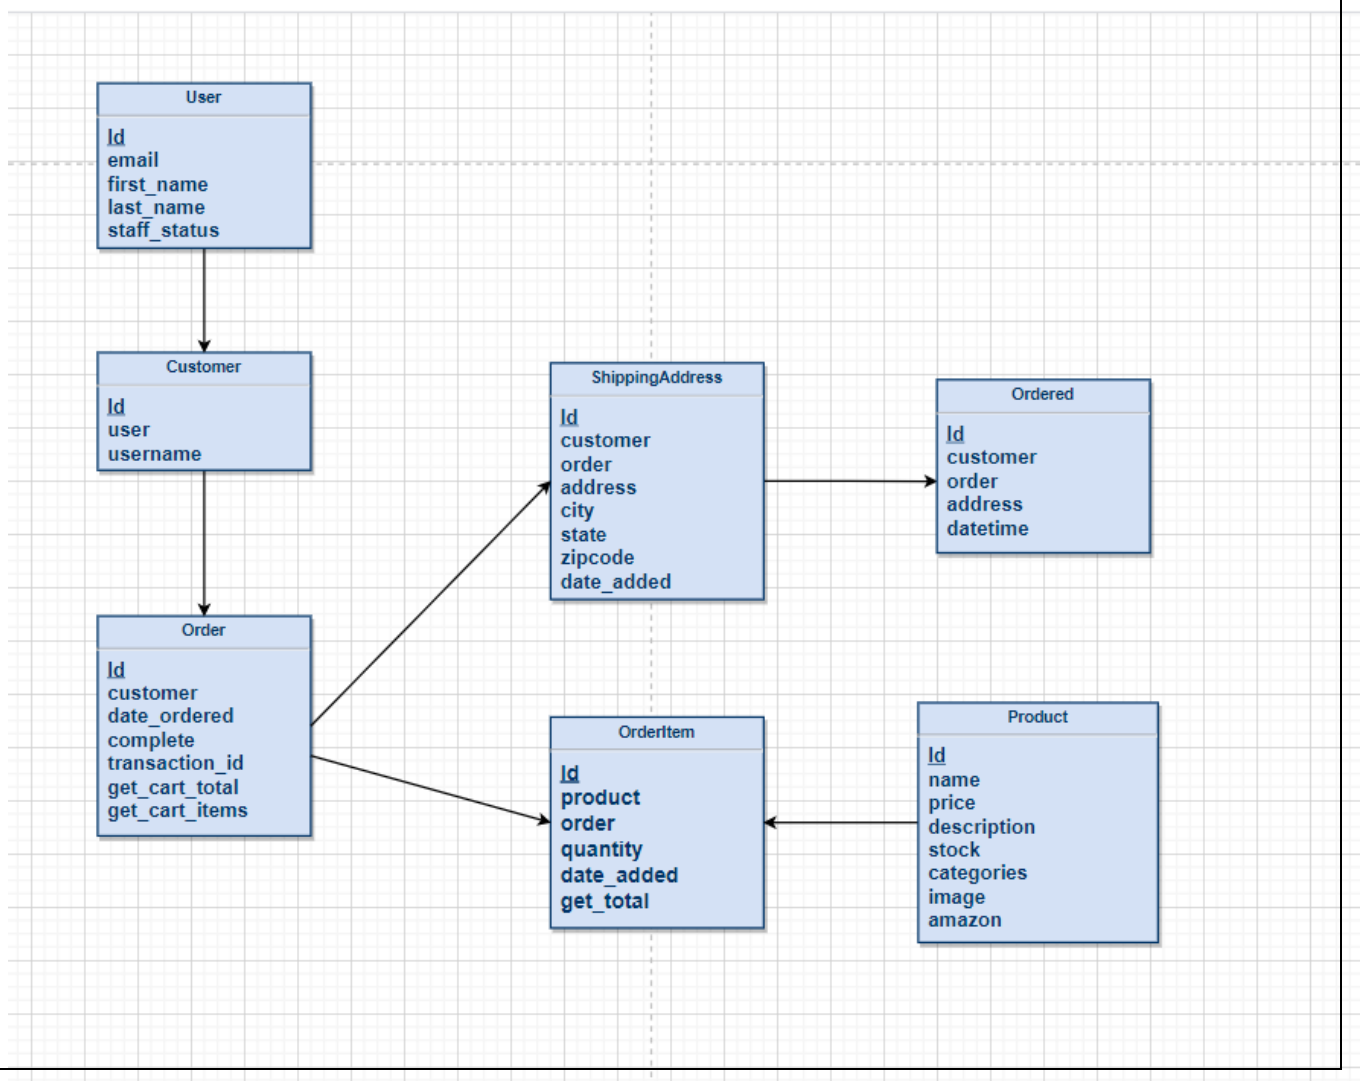 User
Id
email
first_name
last_name
staff_status
Customer
Id
user
username
Order
Id
customer
date_ordered
complete
transaction_id
get_cart_total
get_cart_items
ShippingAddress
Id
customer
order
address
city
state
zipcode
date_added
Ordered
Id
customer
order
address
datetime
OrderItem
Id
product
order
quantity
date_added
get_total
Product
Id
name
price
description
stock
categories
image
amazon